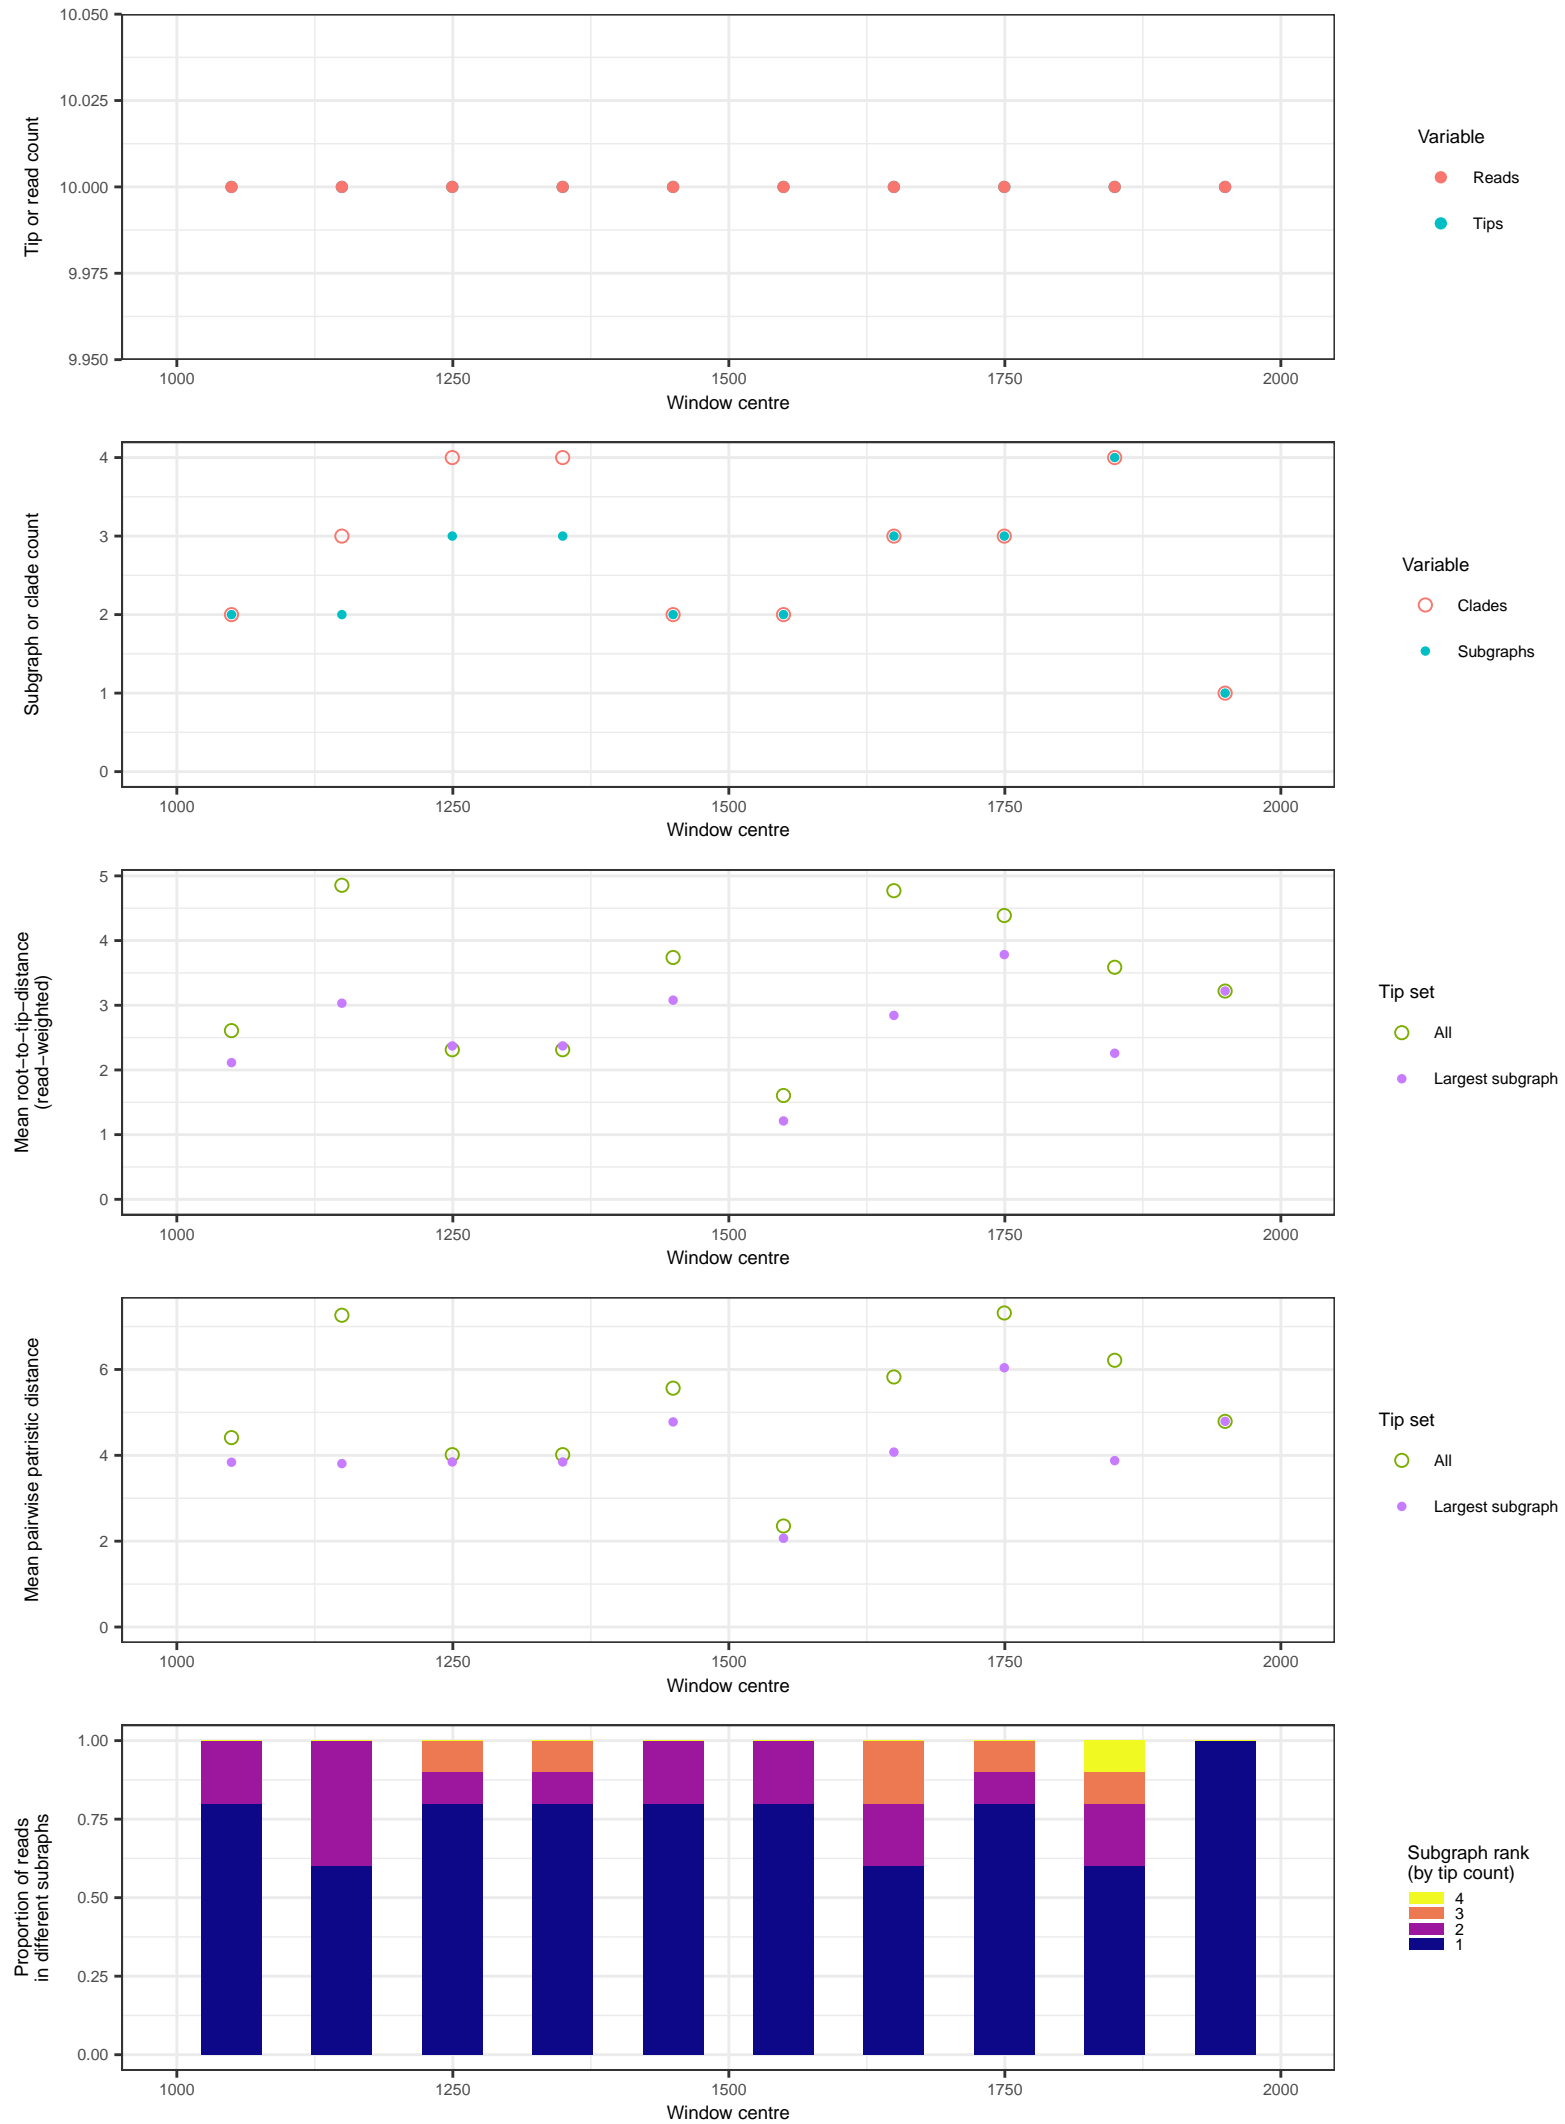 10.050
10.025
10.000
9.975
9.950
Tip or read count
1000 1250 1500 1750 2000
Window centre
Variable
Reads
Tips
4
3
2
1
0
Subgraph or clade count
1000 1250 1500 1750 2000
Window centre
Variable
Clades
Subgraphs
5
4
3
2
1
0
Mean root−to−tip−distance
(read−weighted)
1000 1250 1500 1750 2000
Window centre
Tip set
All
Largest subgraph
6
4
2
0
Mean pairwise patristic distance
1000 1250 1500 1750 2000
Window centre
Tip set
All
Largest subgraph
1.00
0.75
0.50
0.25
0.00
Proportion of reads
in different subraphs
1000 1250 1500 1750 2000
Window centre
Subgraph rank
(by tip count)
4
3
2
1